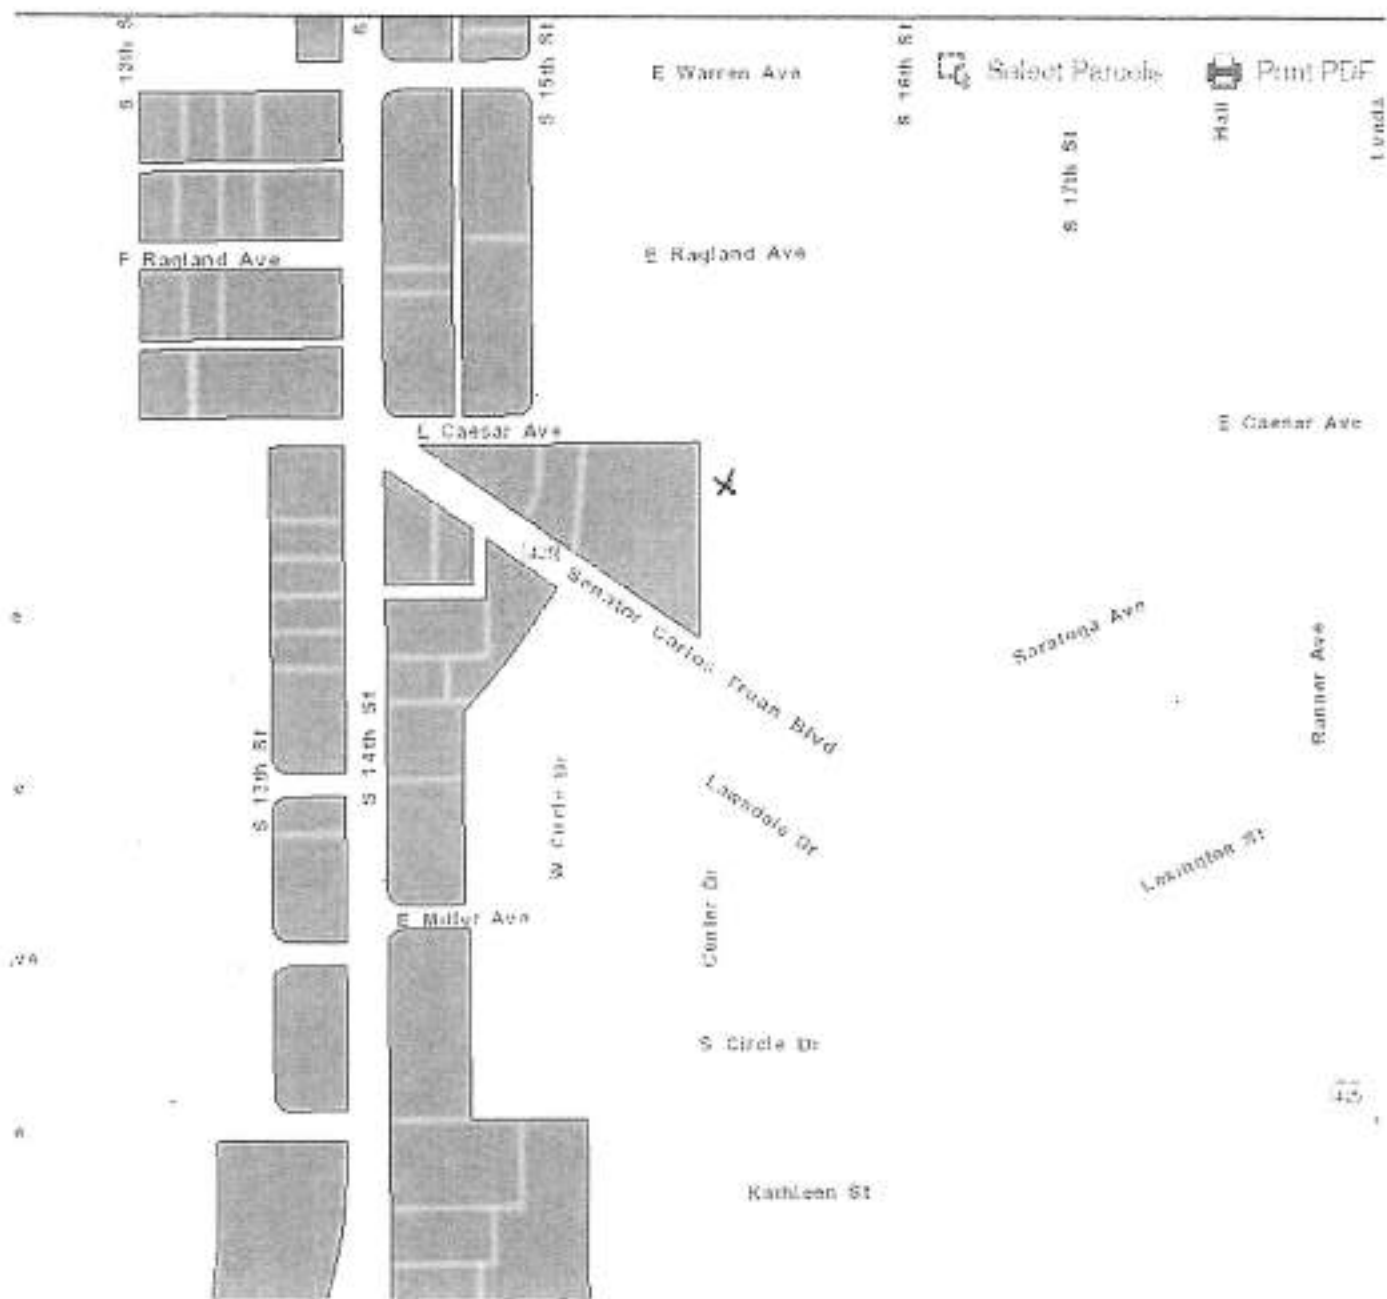 S 13th S
S
S 15th St
E Warren Ave
S 16th St
Select Parcels
Print PDF
Hall
S 17th St
E Ragland Ave
E Ragland Ave
E Caesar Ave
E Caesar Ave
Senator Carlos Truan Blvd
Saratoga Ave
Ranner Ave
S 13th St
S 14th St
W Circle Dr
Lawndale Dr
Lexington St
Center Dr
E Miller Ave
S Circle Dr
Kathleen St